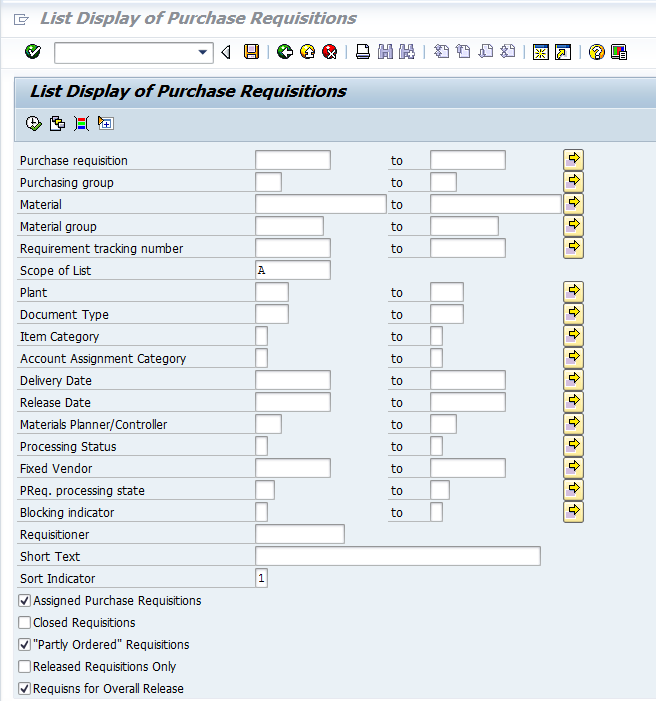 List Display of Purchase Requisitions
List Display of Purchase Requisitions
Purchase requisition to
Purchasing group to
Material to
Material group to
Requirement tracking number to
Scope of List A
Plant to
Document Type to
Item Category to
Account Assignment Category to
Delivery Date to
Release Date to
Materials Planner/Controller to
Processing Status to
Fixed Vendor to
PReq. processing state to
Blocking indicator to
Requisitioner
Short Text
Sort Indicator 1
Assigned Purchase Requisitions
Closed Requisitions
"Partly Ordered" Requisitions
Released Requisitions Only
Requisns for Overall Release